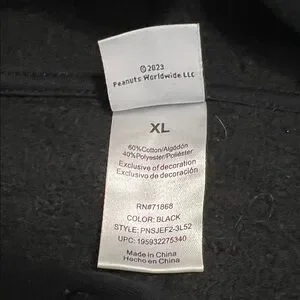 ©2023
Peanuts Worldwide LLC
XL
60%Cotton/Algodón
40%Polyester/Poliéster
Exclusive of decoration
Exclusivo de decoración
RN#71868
COLOR: BLACK
STYLE: PNSJEF2-3L52
UPC: 195932275340
Made in China
Hecho en China